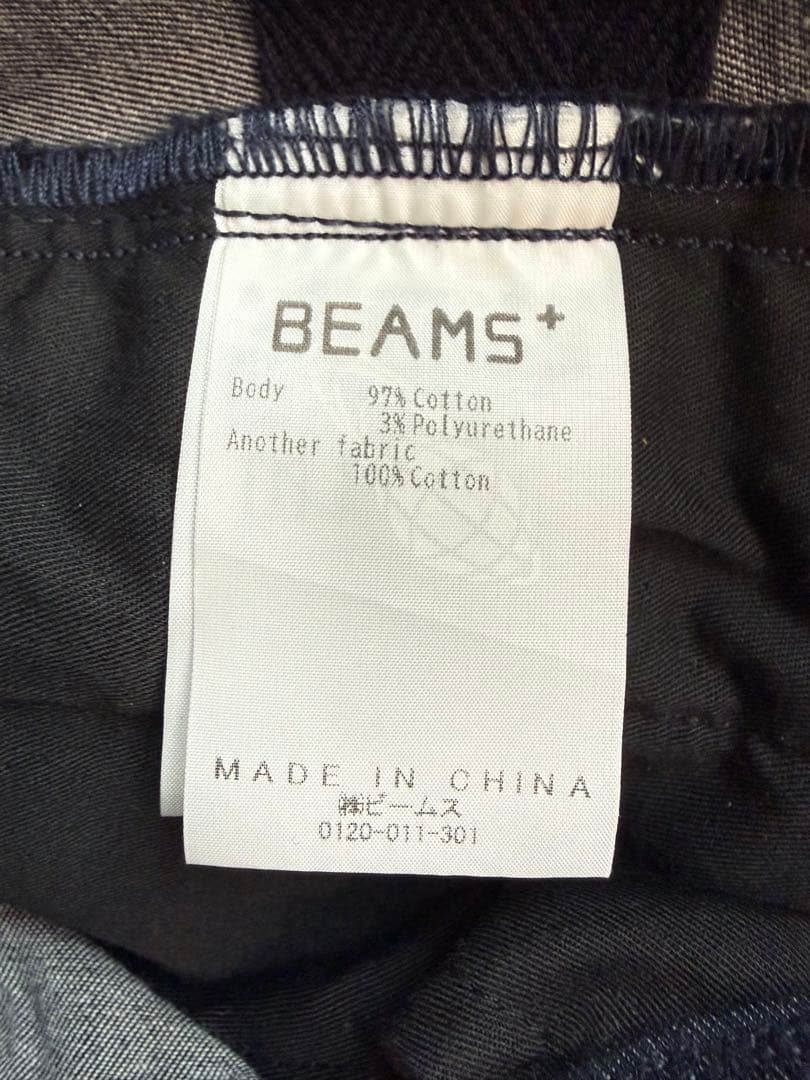 BEAMS+
Body 97% Cotton
3% Polyurethane
Another fabric
100% Cotton
MADE IN CHINA
㈱ビームス
0120-011-301